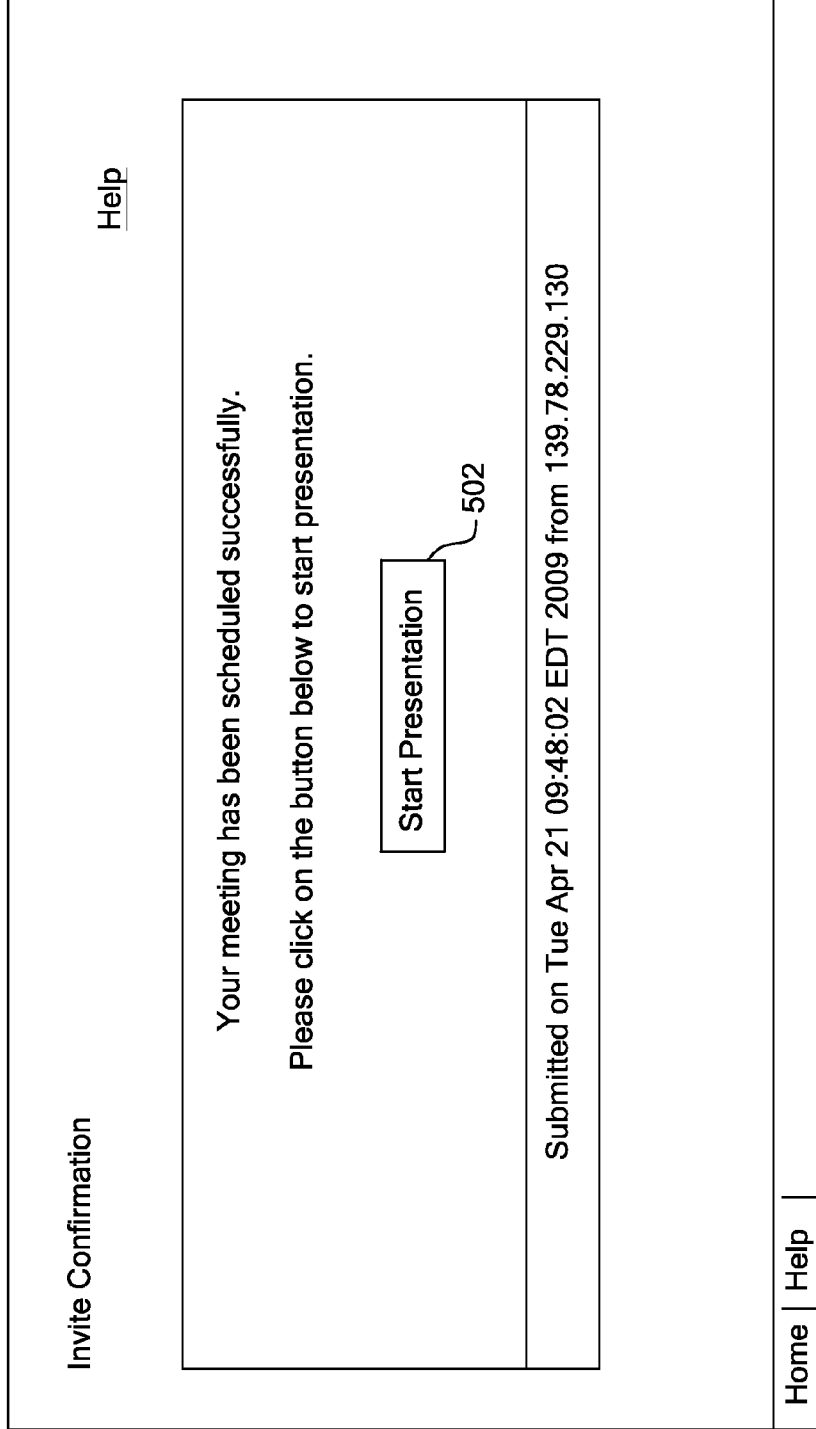 Invite Confirmation
Help
Your meeting has been scheduled successfully.
Please click on the button below to start presentation.
Start Presentation
502
Submitted on Tue Apr 21 09:48:02 EDT 2009 from 139.78.229.130
Home | Help |